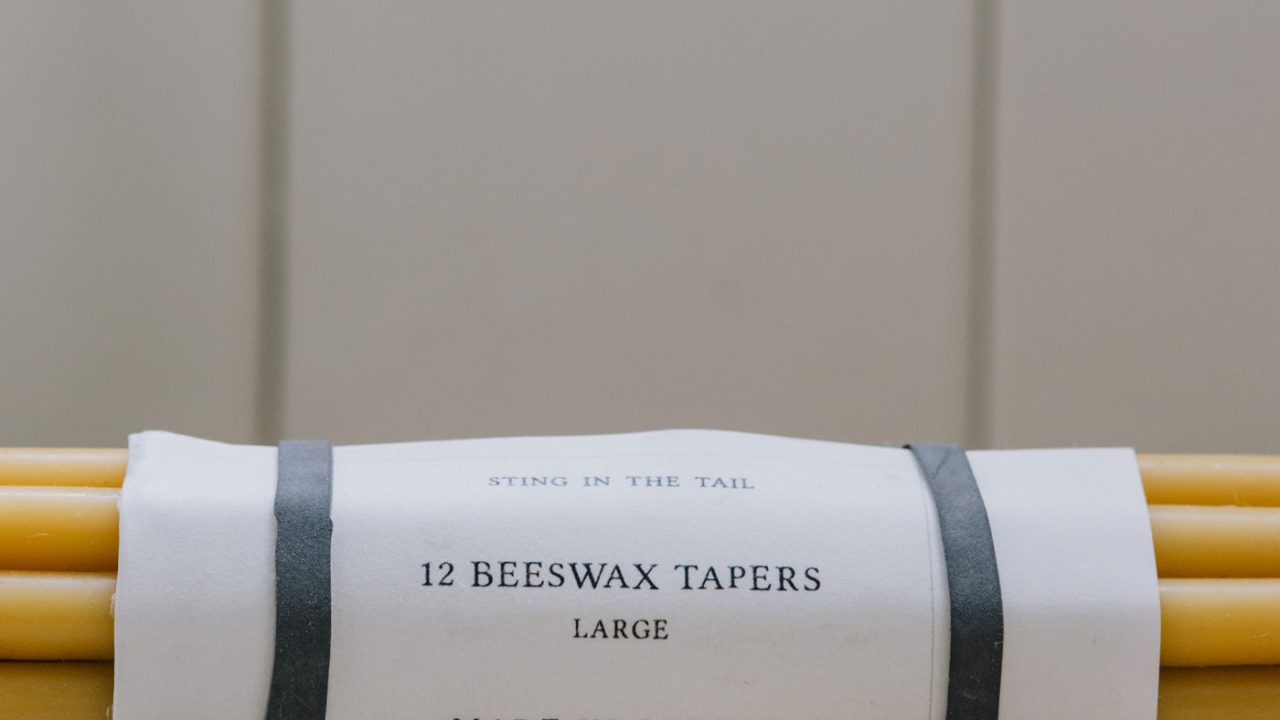 STING IN THE TAIL
12 BEESWAX TAPERS
LARGE